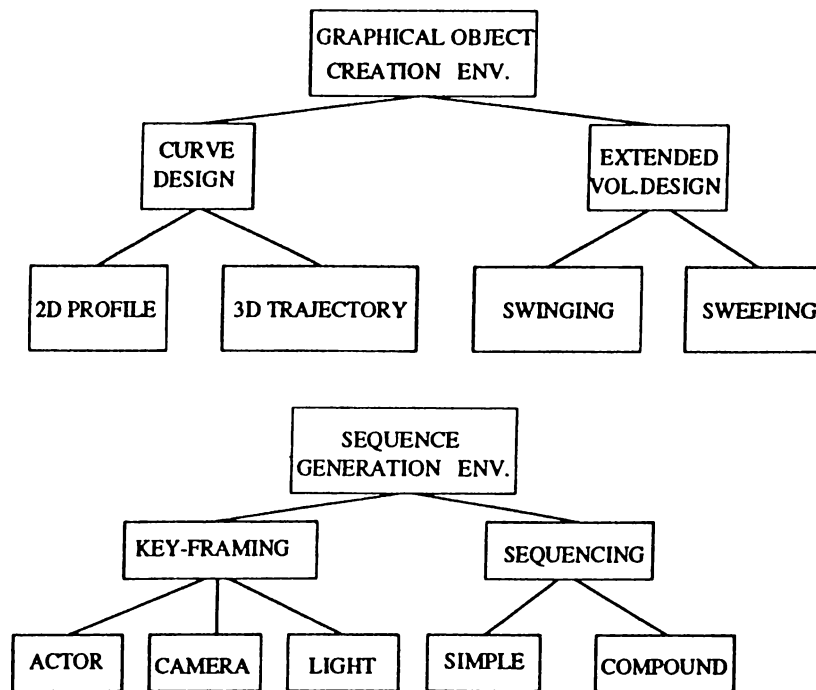 GRAPHICAL OBJECT
CREATION ENV.
CURVE
DESIGN
EXTENDED
VOL.DESIGN
2D PROFILE
3D TRAJECTORY
SWINGING
SWEEPING
SEQUENCE
GENERATION ENV.
KEY-FRAMING
SEQUENCING
ACTOR
CAMERA
LIGHT
SIMPLE
COMPOUND